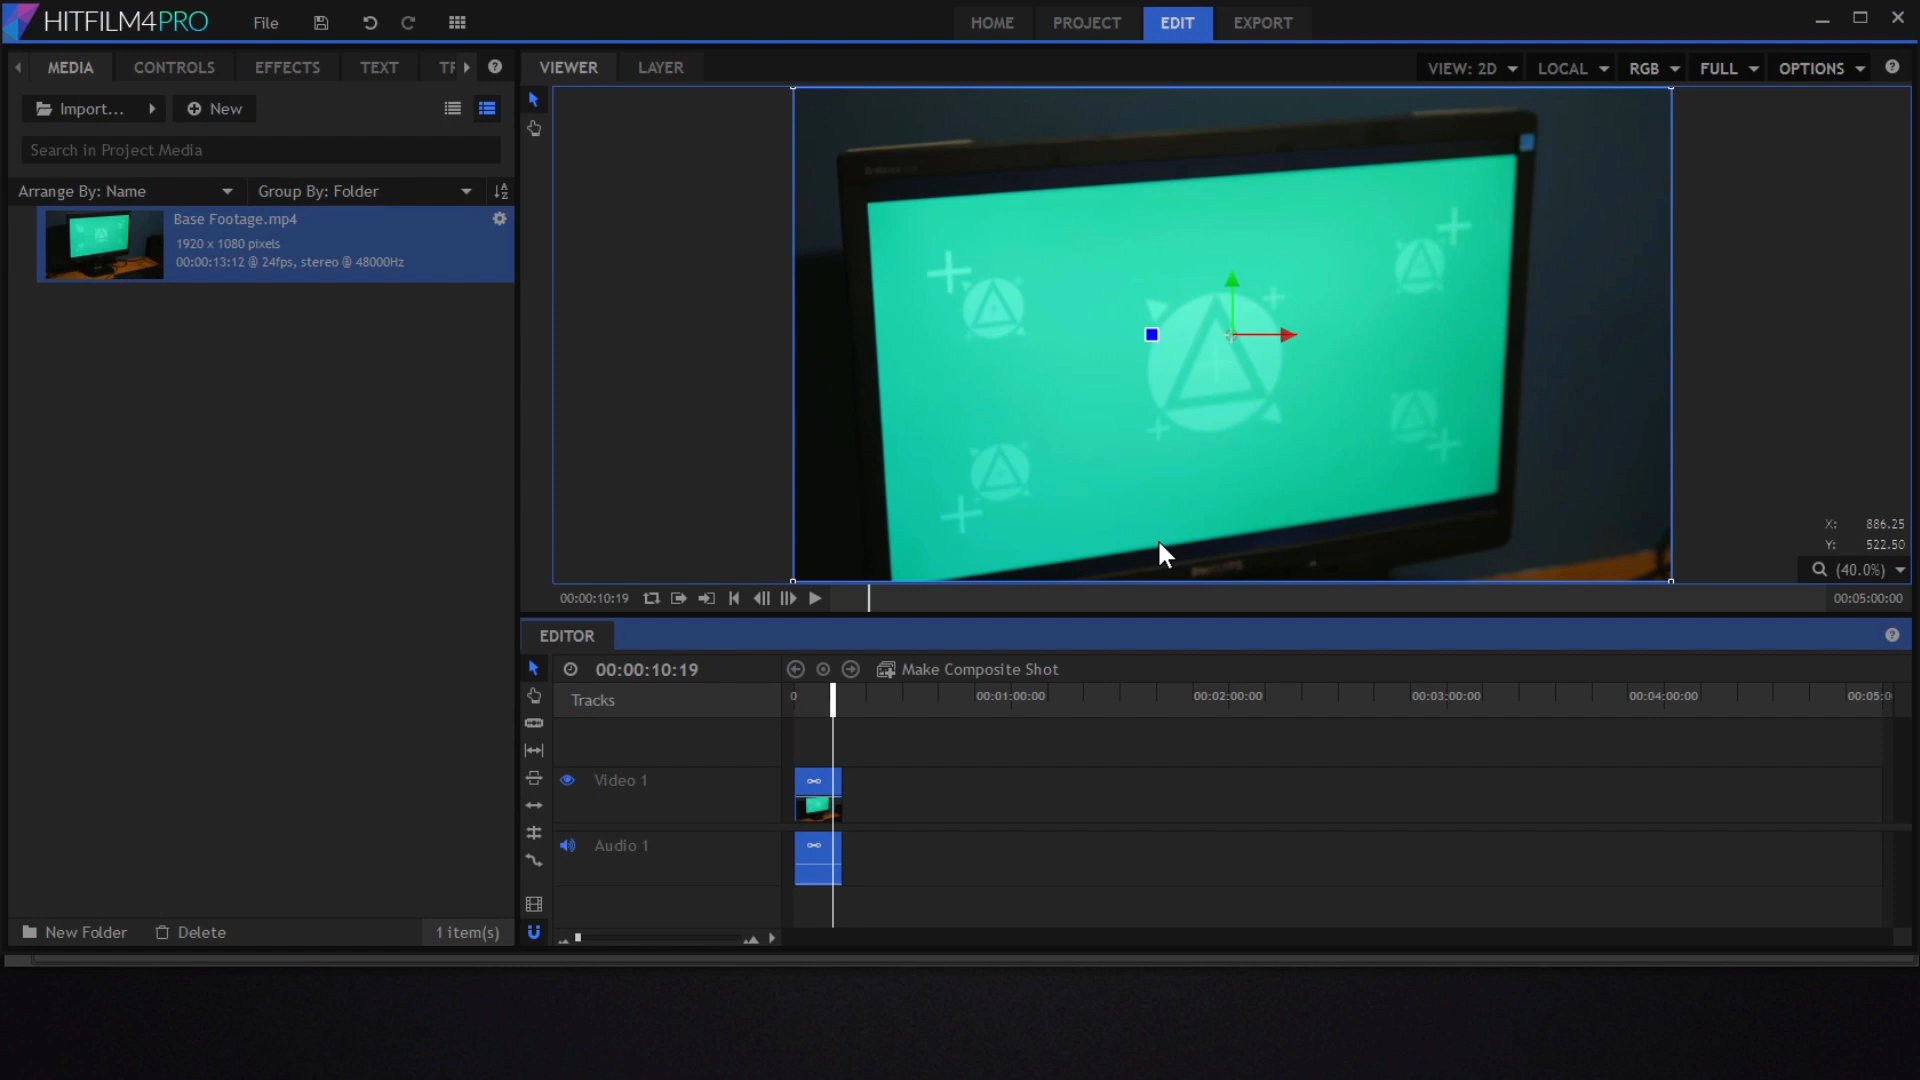 HITFILM4PRO File HOME PROJECT EDIT EXPORT
MEDIA CONTROLS EFFECTS TEXT
VIEWER LAYER VIEW: 2D LOCAL RGB FULL OPTIONS
Import... New
Search in Project Media
Arrange By: Name Group By: Folder
Base Footage.mp4
1920 x 1080 pixels
00:00:13:12 @ 24fps, stereo @ 48000Hz
X: 886.25
Y: 522.50
(40.0%)
00:00:10:19 00:05:00:00
EDITOR
00:00:10:19 Make Composite Shot
Tracks 0 00:01:00:00 00:02:00:00 00:03:00:00 00:04:00:00 00:05:0
Video 1
Audio 1
New Folder Delete 1 item(s)